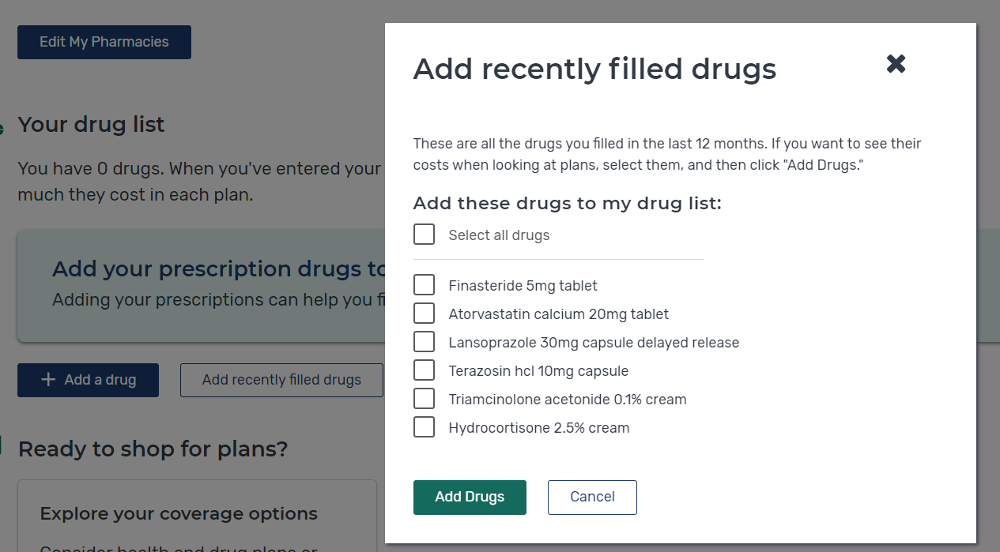 Edit My Pharmacies
Your drug list
You have 0 drugs. When you've entered your
much they cost in each plan.
Add your prescription drugs to
Adding your prescriptions can help you
Add a drug
Add recently filled drugs
Ready to shop for plans?
Explore your coverage options
Consider health and drug plans or
Add recently filled drugs
These are all the drugs you filled in the last 12 months. If you want to see their
costs when looking at plans, select them, and then click "Add Drugs."
Add these drugs to my drug list:
Select all drugs
Finasteride 5mg tablet
Atorvastatin calcium 20mg tablet
Lansoprazole 30mg capsule delayed release
Terazosin hcl 10mg capsule
Triamcinolone acetonide 0.1% cream
Hydrocortisone 2.5% cream
Add Drugs
Cancel